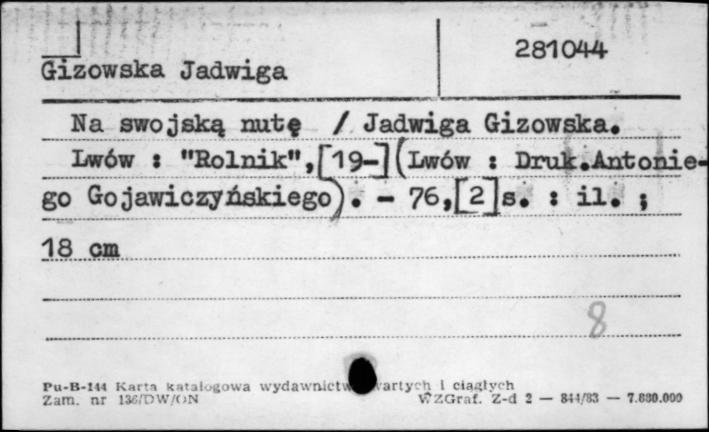 281044
Gizowska Jadwiga
Na swojską nutę / Jadwiga Gizowska.
Lwów : "Rolnik",[19-](Lwów : Druk.Antonie-
go Gojawiczyńskiego). - 76,[2]s. : il. ;
18 cm
8
Pu-B-144 Karta katalogowa wydawnictw zwartych i ciągłych
Zam. nr 136/DW/ON WZGraf. Z-d 2 — 844/83 — 7.880.000